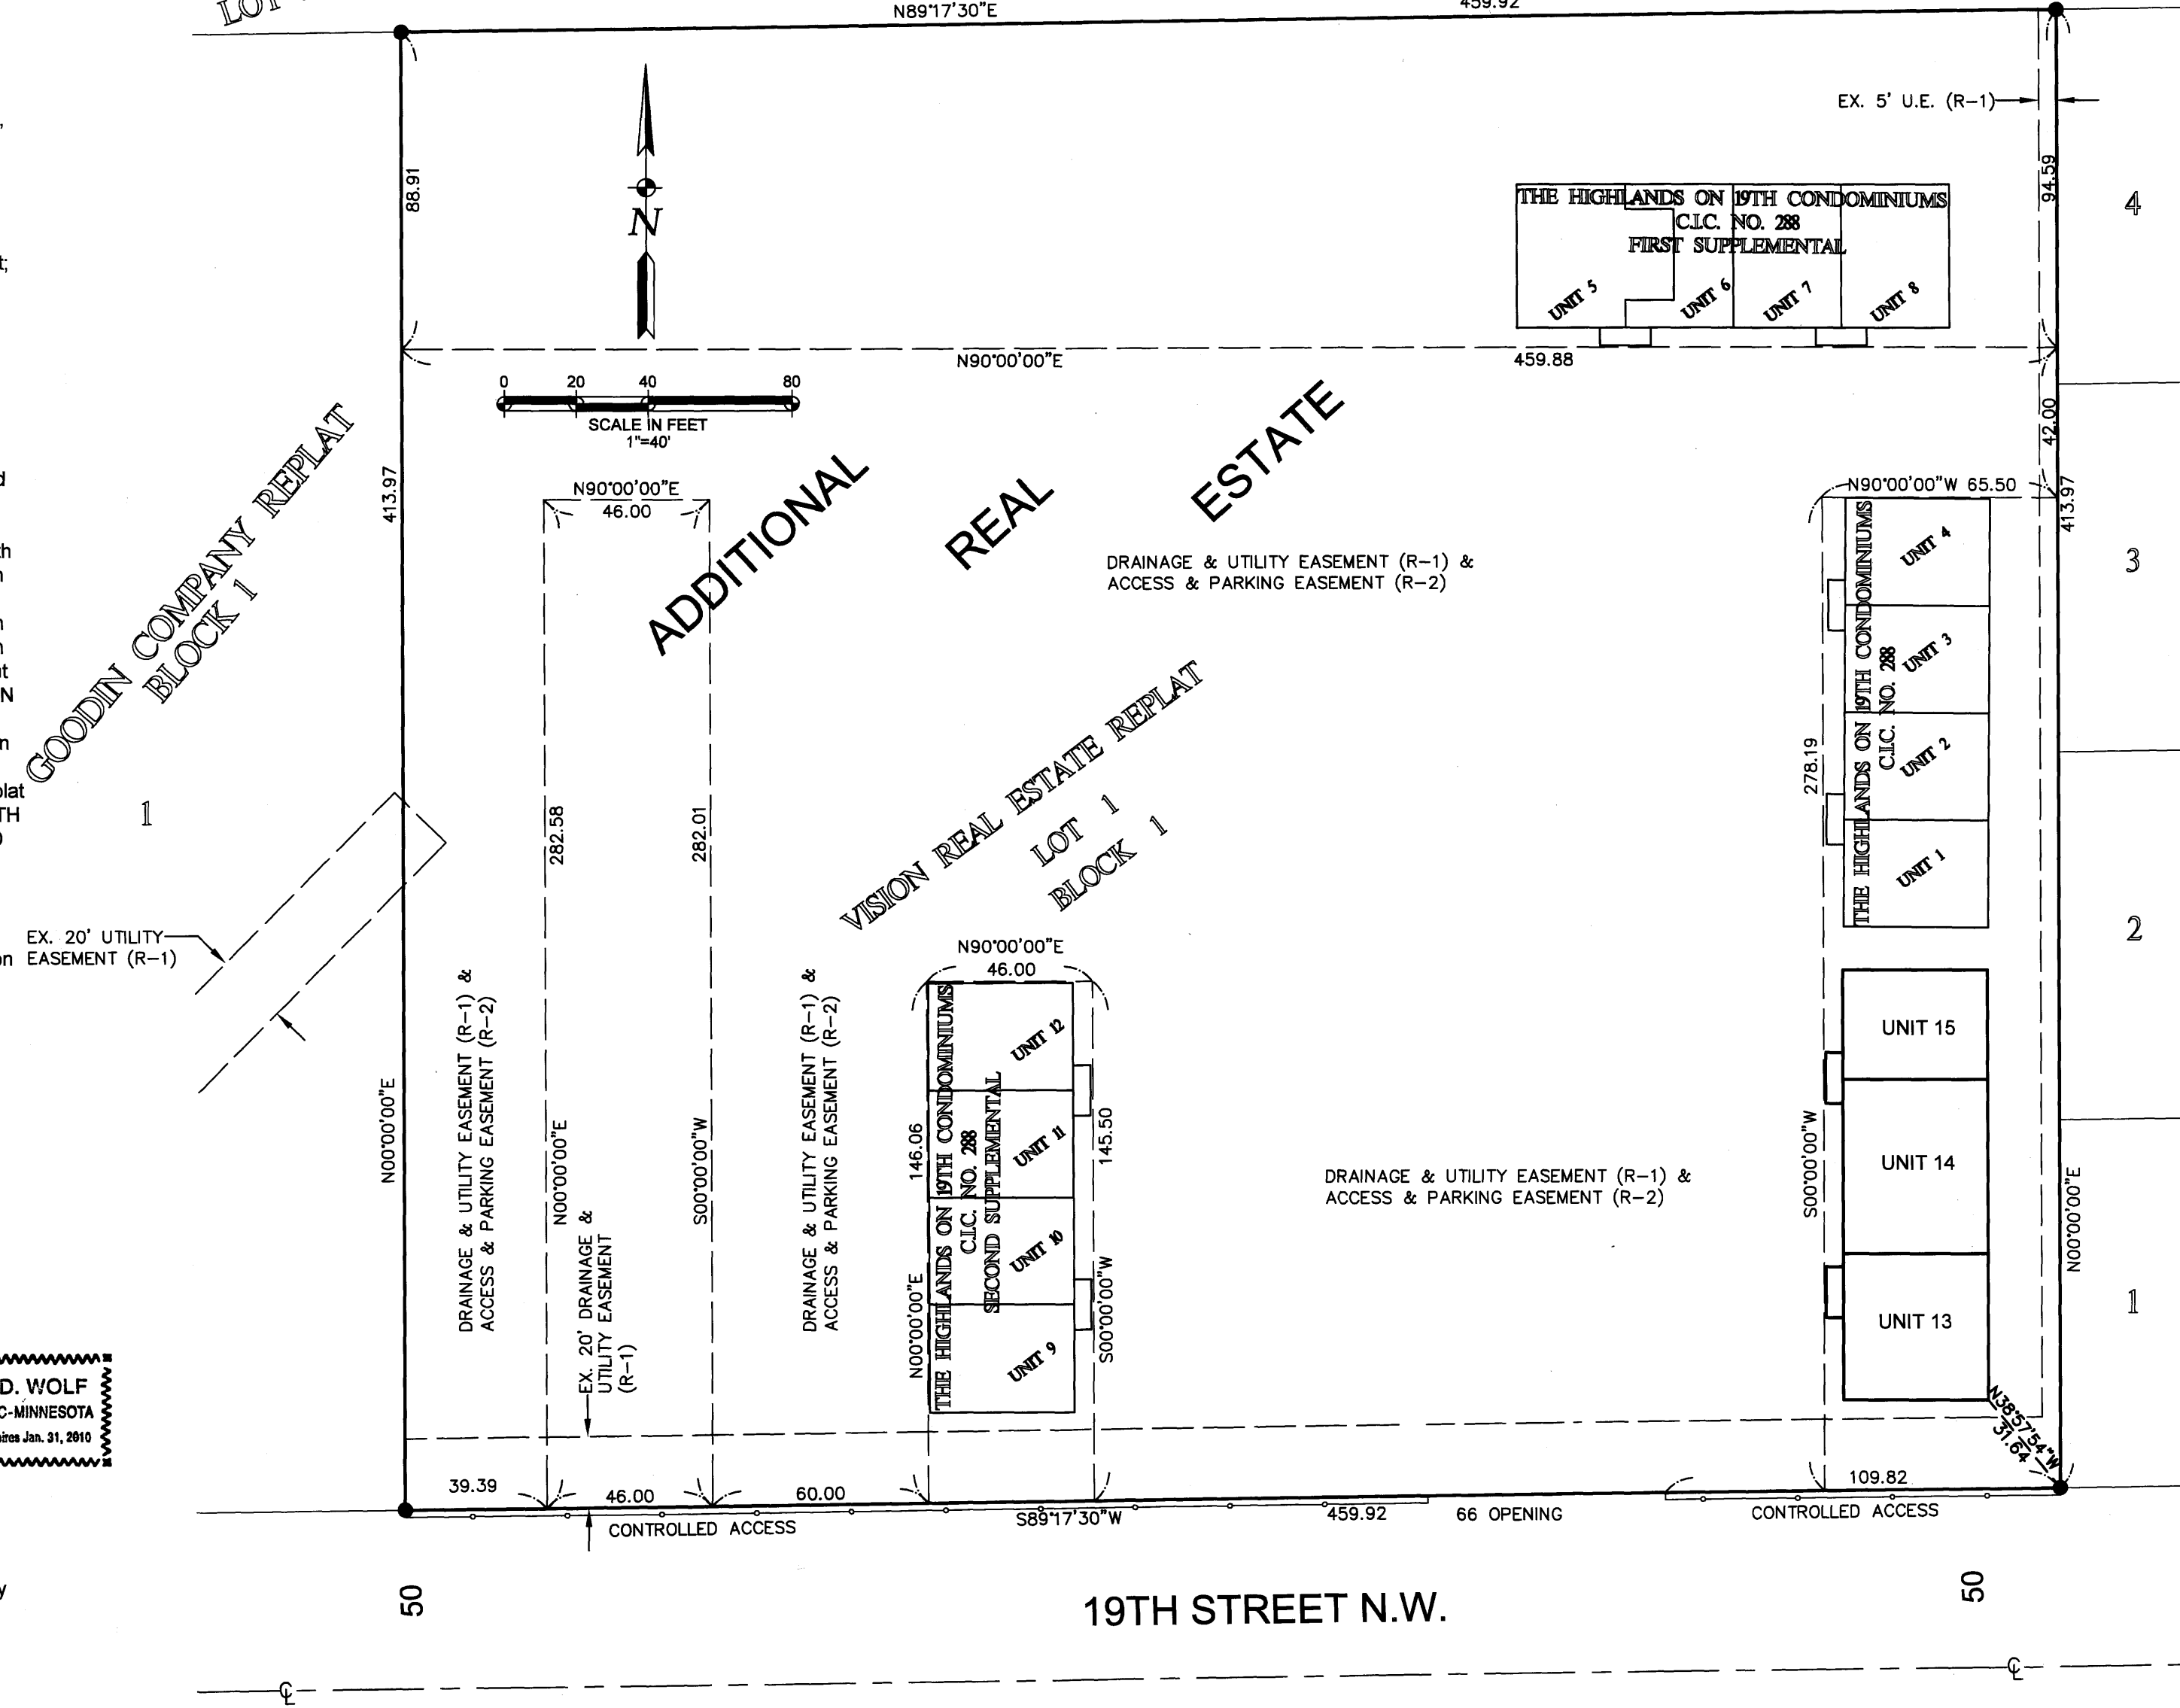 LOT
N89°17'30"E
459.92
EX. 5' U.E. (R-1)
88.91
N
94.59
4
THE HIGHLANDS ON 19TH CONDOMINIUMS
C.I.C. NO. 288
FIRST SUPPLEMENTAL
UNIT 5
UNIT 6
UNIT 7
UNIT 8
t;
N90°00'00"E
459.88
0 20 40 80
SCALE IN FEET
1"=40'
42.00
413.97
N90°00'00"E
46.00
N90°00'00"W 65.50
413.97
ADDITIONAL REAL ESTATE
GOODIN COMPANY REPLAT
BLOCK 1
1
d
th
n
n
n
at
N
n
plat
TH
DRAINAGE & UTILITY EASEMENT (R-1) &
ACCESS & PARKING EASEMENT (R-2)
THE HIGHLANDS ON 19TH CONDOMINIUMS
C.I.C. NO. 288
UNIT 4
UNIT 3
UNIT 2
UNIT 1
3
278.19
282.58
282.01
VISION REAL ESTATE REPLAT
LOT 1
BLOCK 1
2
EX. 20' UTILITY
EASEMENT (R-1)
on
N90°00'00"E
46.00
DRAINAGE & UTILITY EASEMENT (R-1) &
ACCESS & PARKING EASEMENT (R-2)
DRAINAGE & UTILITY EASEMENT (R-1) &
ACCESS & PARKING EASEMENT (R-2)
THE HIGHLANDS ON 19TH CONDOMINIUMS
C.I.C. NO. 288
SECOND SUPPLEMENTAL
UNIT 12
UNIT 11
UNIT 10
UNIT 9
146.06
145.50
N00°00'00"E
N00°00'00"E
S00°00'00"W
N00°00'00"E
S00°00'00"W
DRAINAGE & UTILITY EASEMENT (R-1) &
ACCESS & PARKING EASEMENT (R-2)
S00°00'00"W
UNIT 15
UNIT 14
UNIT 13
N00°00'00"E
1
EX. 20' DRAINAGE &
UTILITY EASEMENT
(R-1)
D. WOLF
C-MINNESOTA
ires Jan. 31, 2010
N38°57'54"W
31.64
39.39
46.00
60.00
109.82
CONTROLLED ACCESS
S89°17'30"W
459.92
66 OPENING
CONTROLLED ACCESS
y
50
50
19TH STREET N.W.